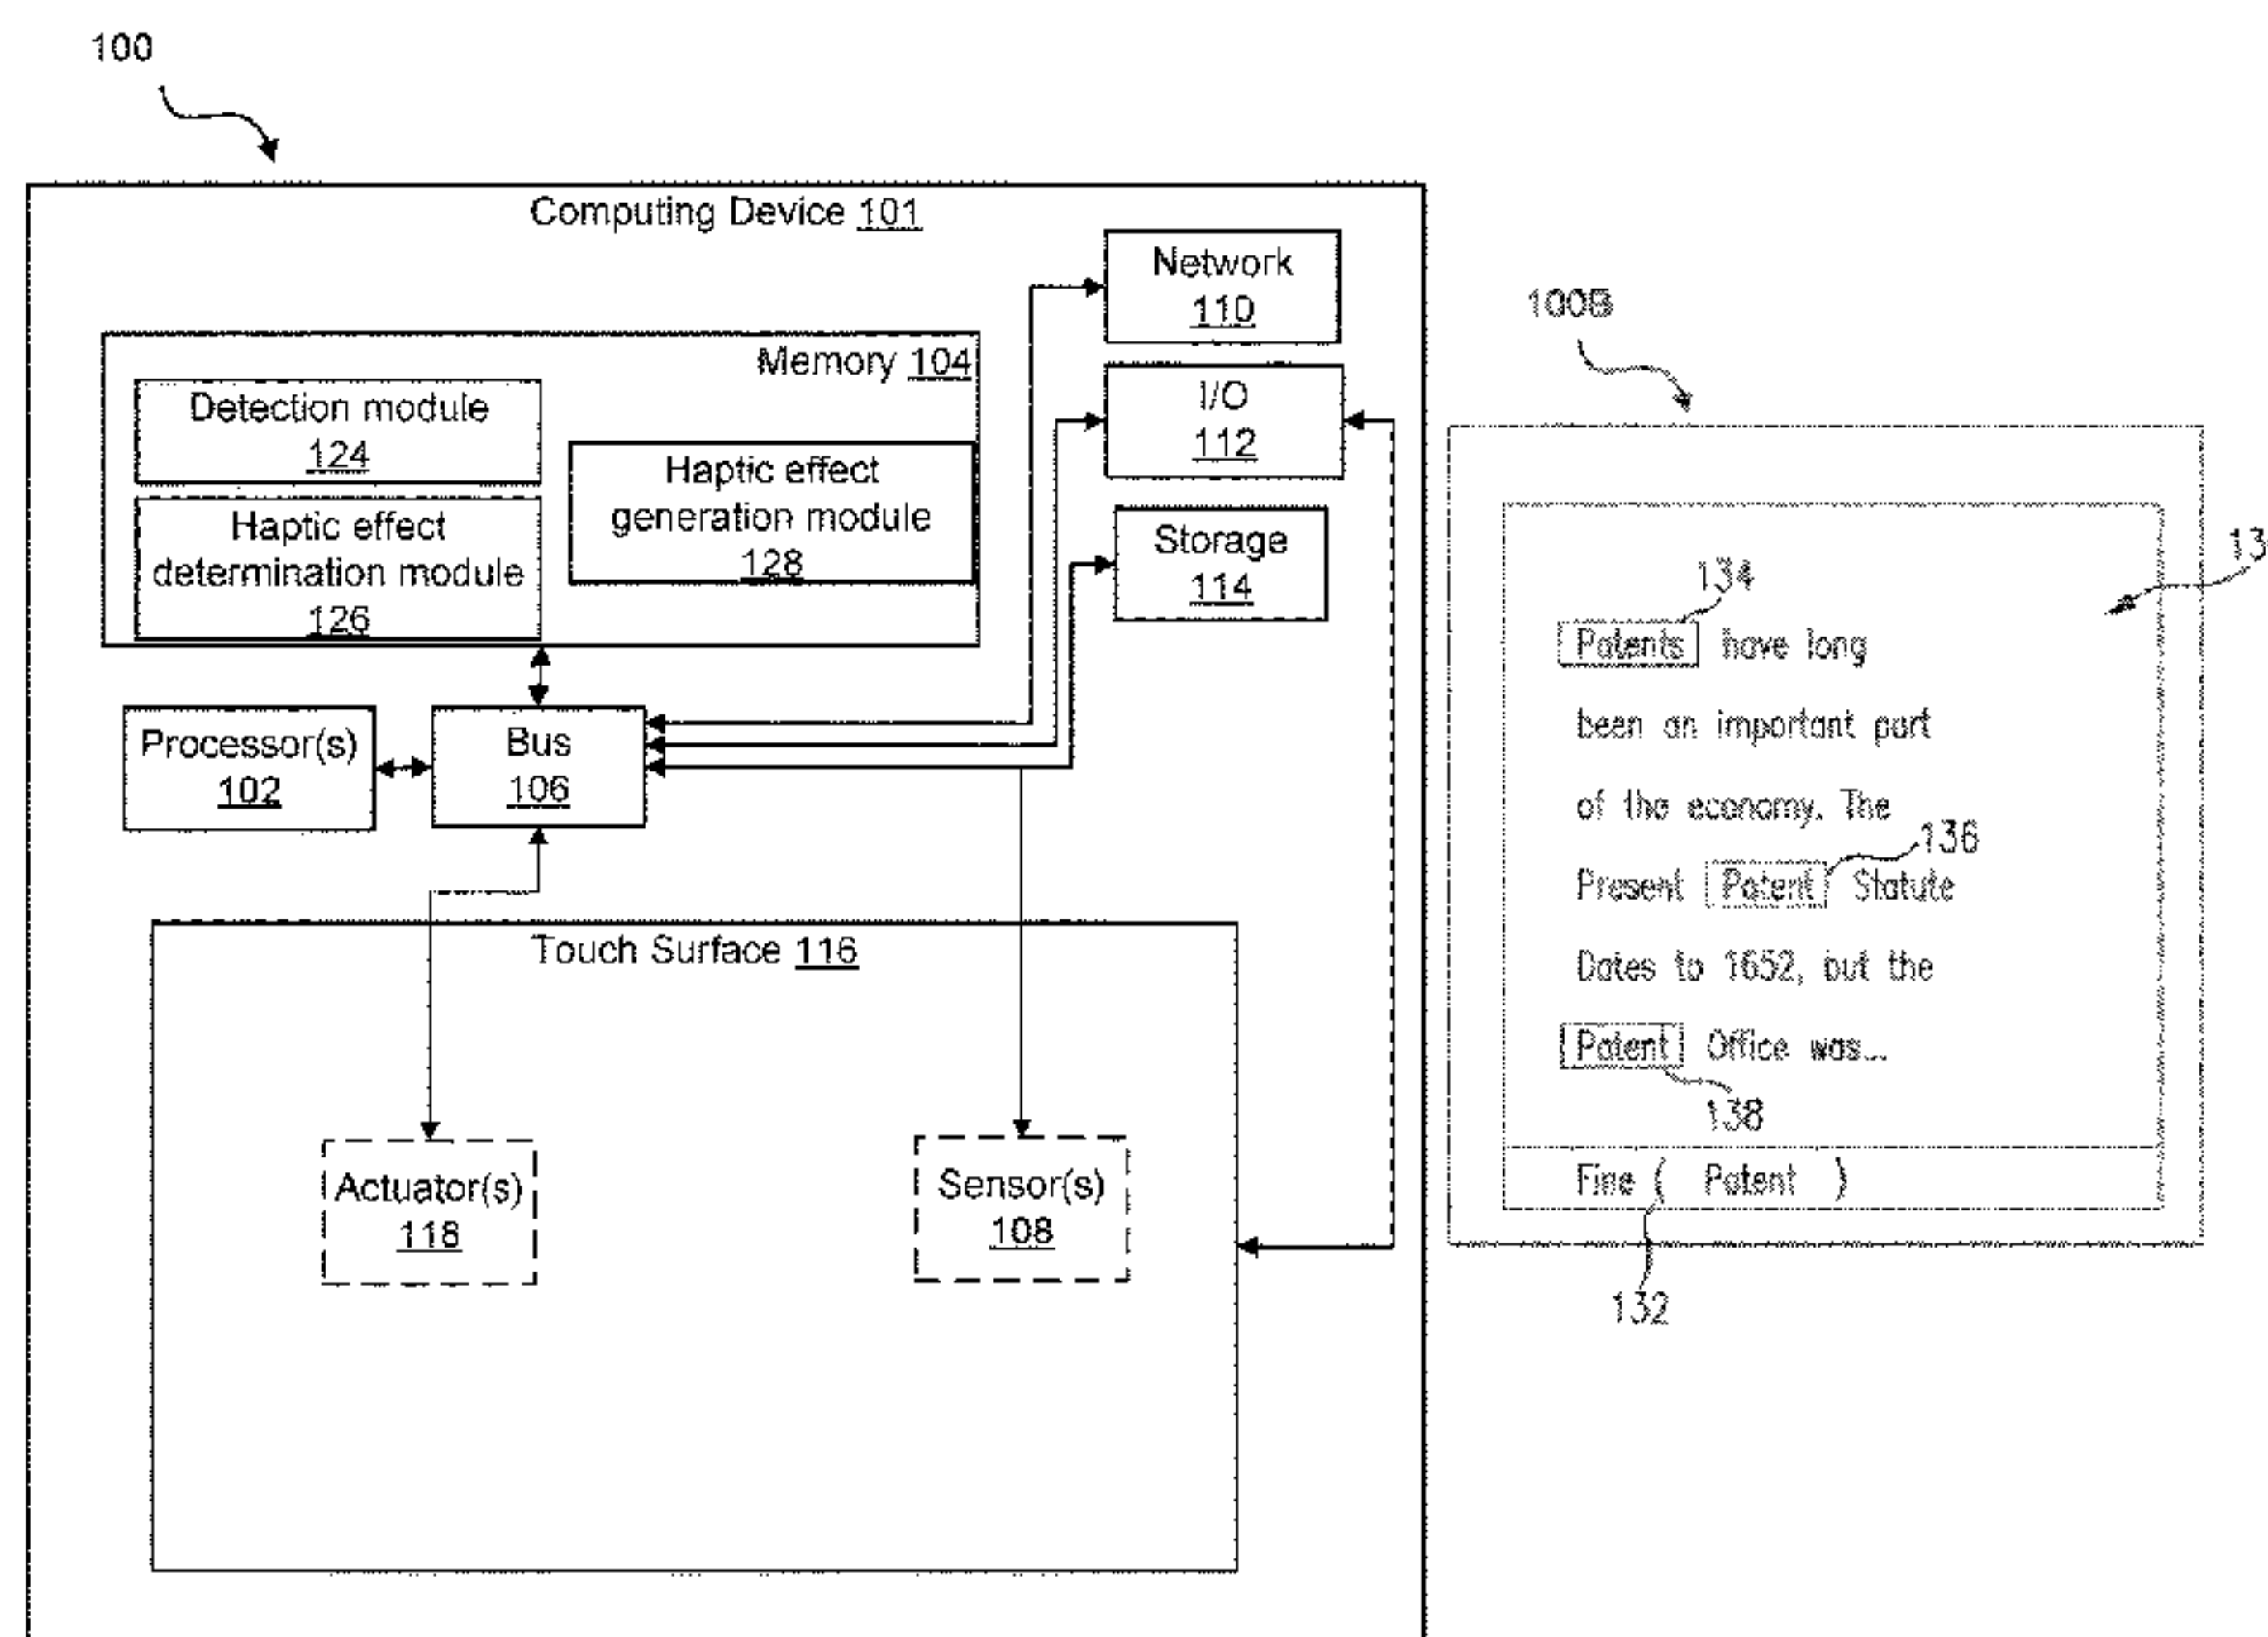 100
Computing Device 101
Network
110
Memory 104
I/O
112
Detection module
124
Haptic effect
generation module
128
Haptic effect
determination module
126
Storage
114
Processor(s)
102
Bus
106
Touch Surface 116
Actuator(s)
118
Sensor(s)
108
100B
13
134
Patents have long
been an important part
of the economy. The
136
Present Patent Statute
Dates to 1652, but the
Patent Office was...
138
Fine ( Patent )
132